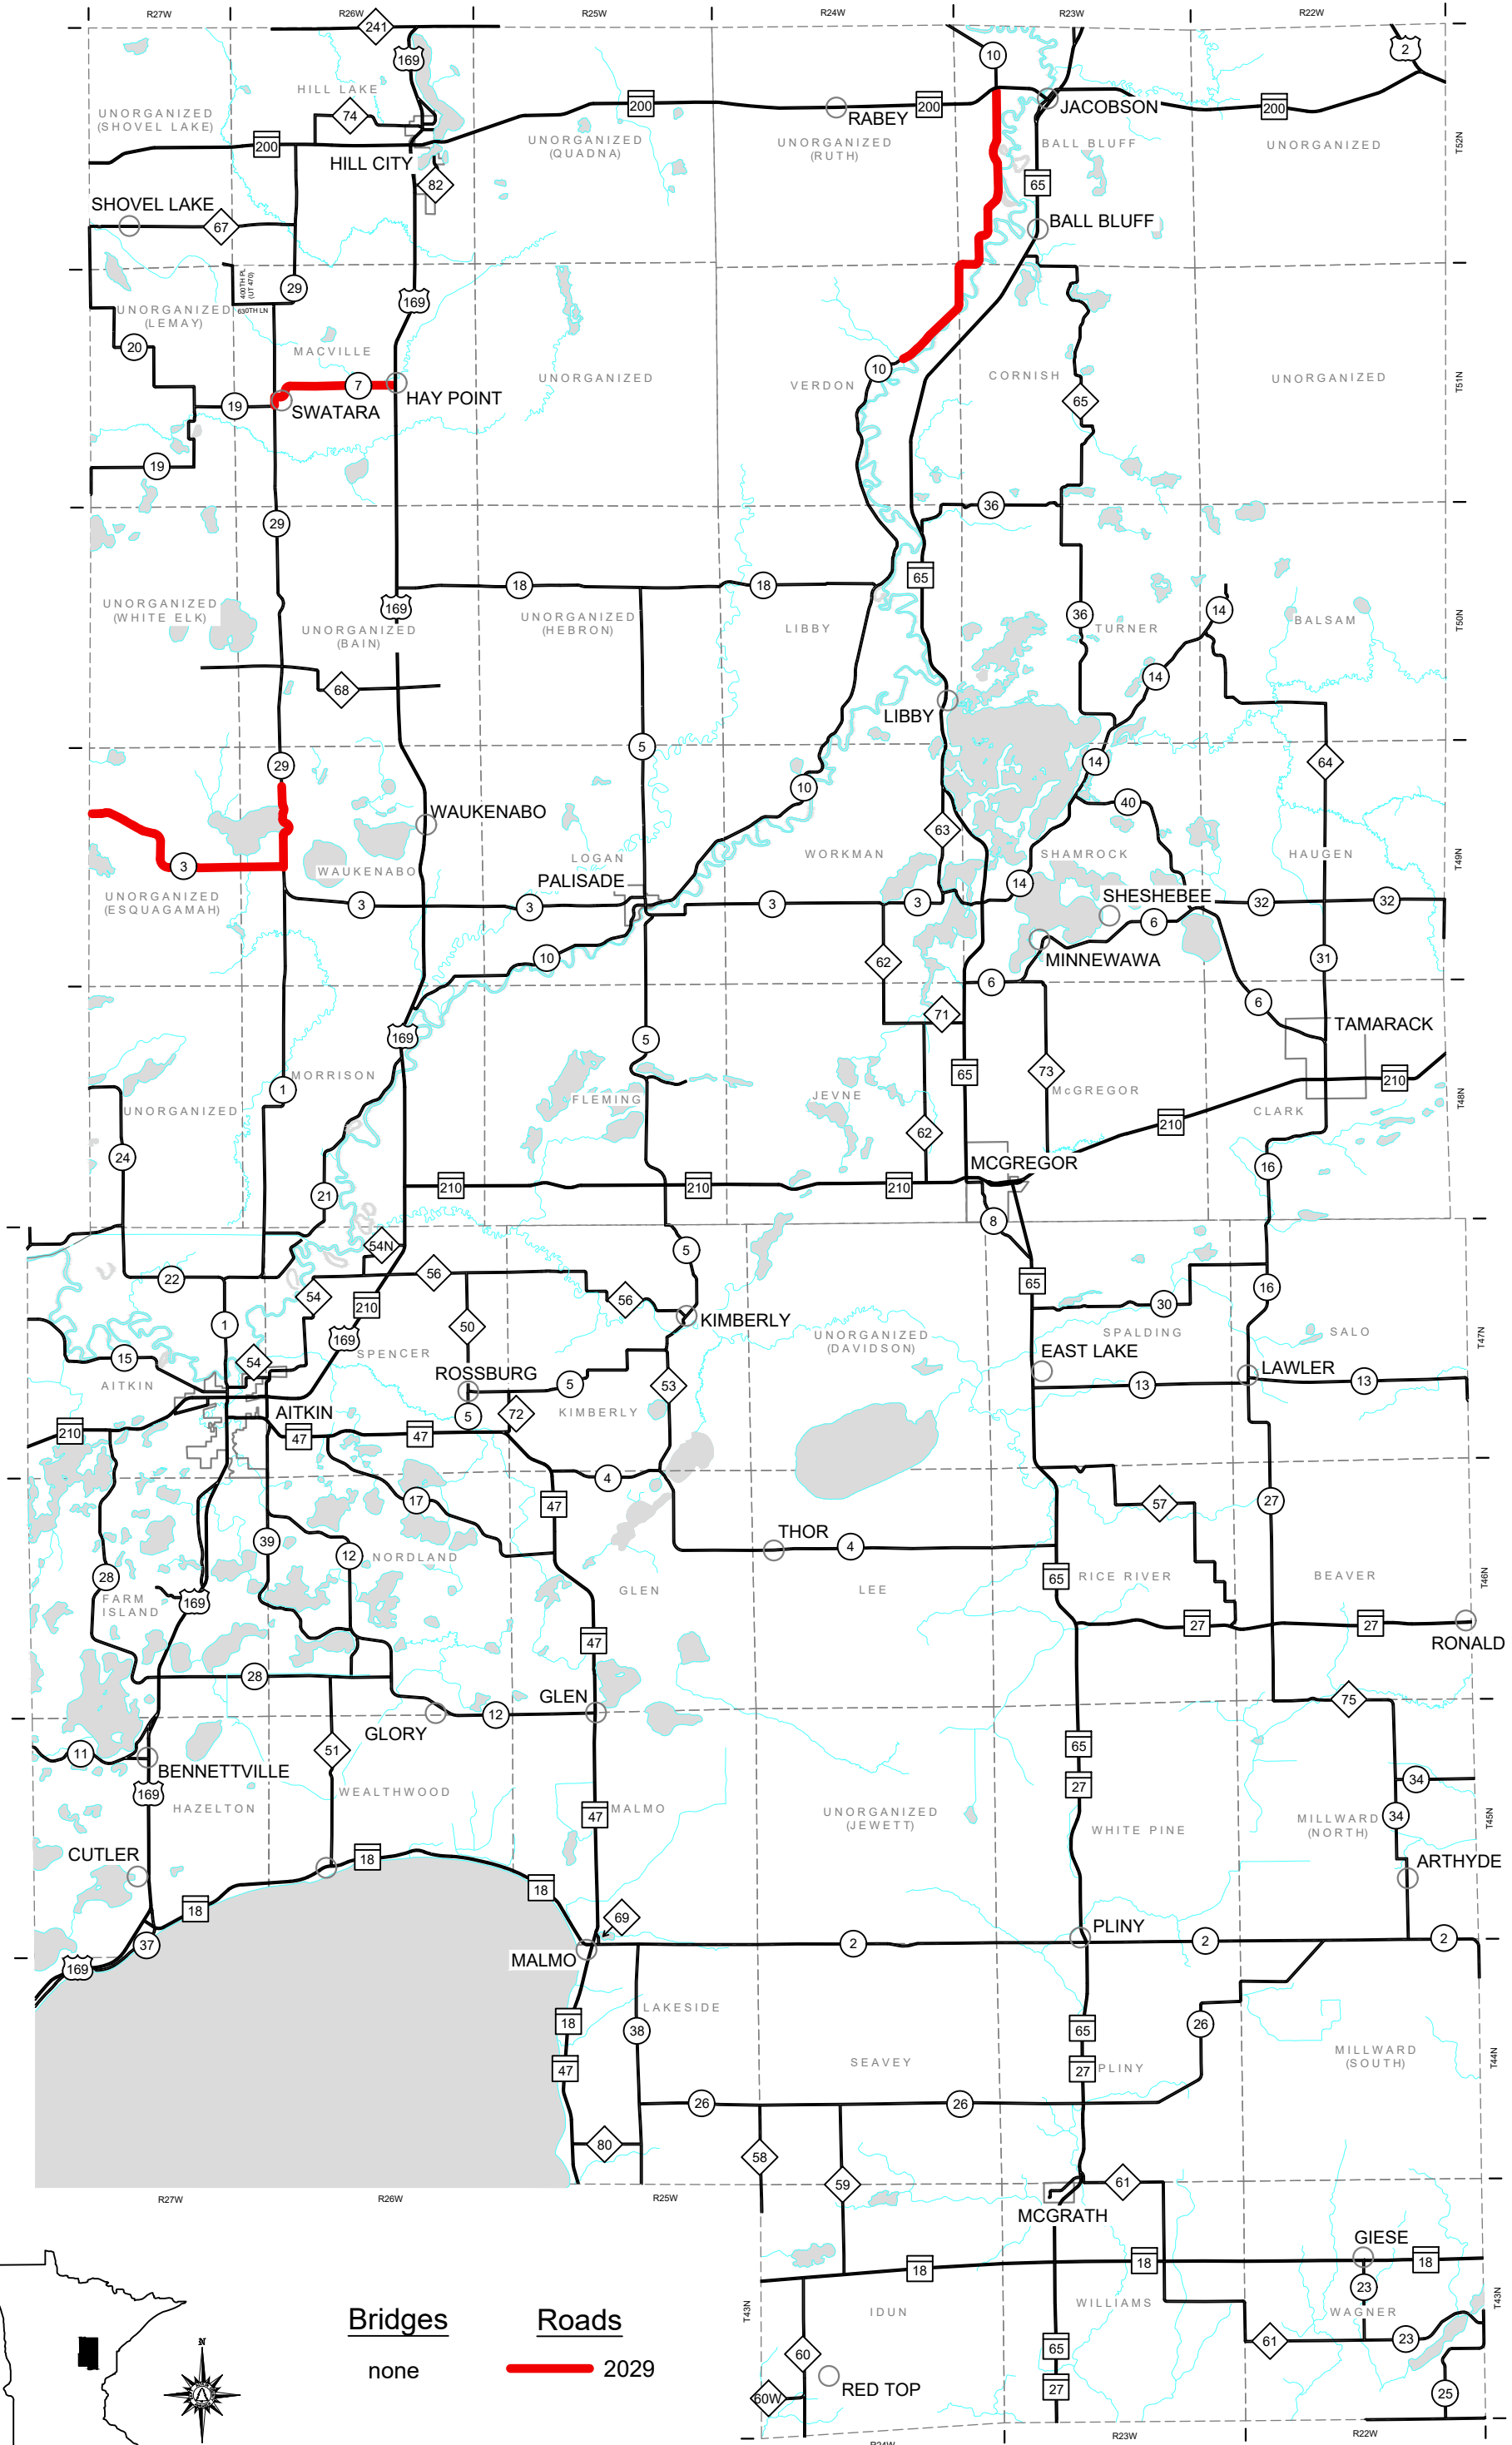 R27W
R26W
R25W
R24W
R23W
R22W
241
169
10
2
HILL LAKE
74
UNORGANIZED
(SHOVEL LAKE)
200
200
RABEY
200
JACOBSON
200
UNORGANIZED
(QUADNA)
UNORGANIZED
(RUTH)
BALL BLUFF
UNORGANIZED
T52N
HILL CITY
82
65
SHOVEL LAKE
67
BALL BLUFF
400TH PL
(UT 470)
29
630TH LN
169
UNORGANIZED
(LEMAY)
20
MACVILLE
UNORGANIZED
VERDON
10
CORNISH
UNORGANIZED
T51N
7
HAY POINT
65
19
SWATARA
19
29
36
18
18
65
UNORGANIZED
(WHITE ELK)
169
UNORGANIZED
(BAIN)
UNORGANIZED
(HEBRON)
LIBBY
36
TURNER
14
BALSAM
T50N
68
14
LIBBY
5
29
14
64
10
40
WAUKENABO
63
3
WAUKENABO
LOGAN
WORKMAN
SHAMROCK
HAUGEN
T49N
UNORGANIZED
(ESQUAGAMAH)
PALISADE
14
SHESHEBEE
3
3
3
3
6
32
32
10
62
MINNEWAWA
31
6
6
71
TAMARACK
169
5
65
73
210
1
MORRISON
UNORGANIZED
FLEMING
JEVNE
McGREGOR
CLARK
T48N
210
62
24
MCGREGOR
16
21
210
210
210
8
54N
5
22
56
65
16
54
56
30
210
1
50
KIMBERLY
169
UNORGANIZED
(DAVIDSON)
SPALDING
SALO
T47N
15
54
SPENCER
EAST LAKE
LAWLER
AITKIN
ROSSBURG
5
53
13
13
5
72
KIMBERLY
AITKIN
210
47
47
4
17
47
57
27
39
THOR
4
12
NORDLAND
28
GLEN
LEE
65
RICE RIVER
BEAVER
T46N
FARM
ISLAND
169
27
27
47
RONALD
28
GLEN
12
75
GLORY
11
51
65
BENNETTVILLE
34
169
27
HAZELTON
WEALTHWOOD
47
MALMO
UNORGANIZED
(JEWETT)
WHITE PINE
34
MILLWARD
(NORTH)
T45N
CUTLER
18
ARTHYDE
18
18
69
PLINY
37
MALMO
2
2
2
169
LAKESIDE
18
38
65
26
SEAVEY
47
27
PLINY
MILLWARD
(SOUTH)
T44N
26
26
80
58
59
61
R27W
R26W
R25W
MCGRATH
GIESE
18
18
18
23
T43N
IDUN
WILLIAMS
WAGNER
T43N
Bridges
Roads
61
23
none
2029
60
65
N
60W
RED TOP
27
25
R24W
R23W
R22W